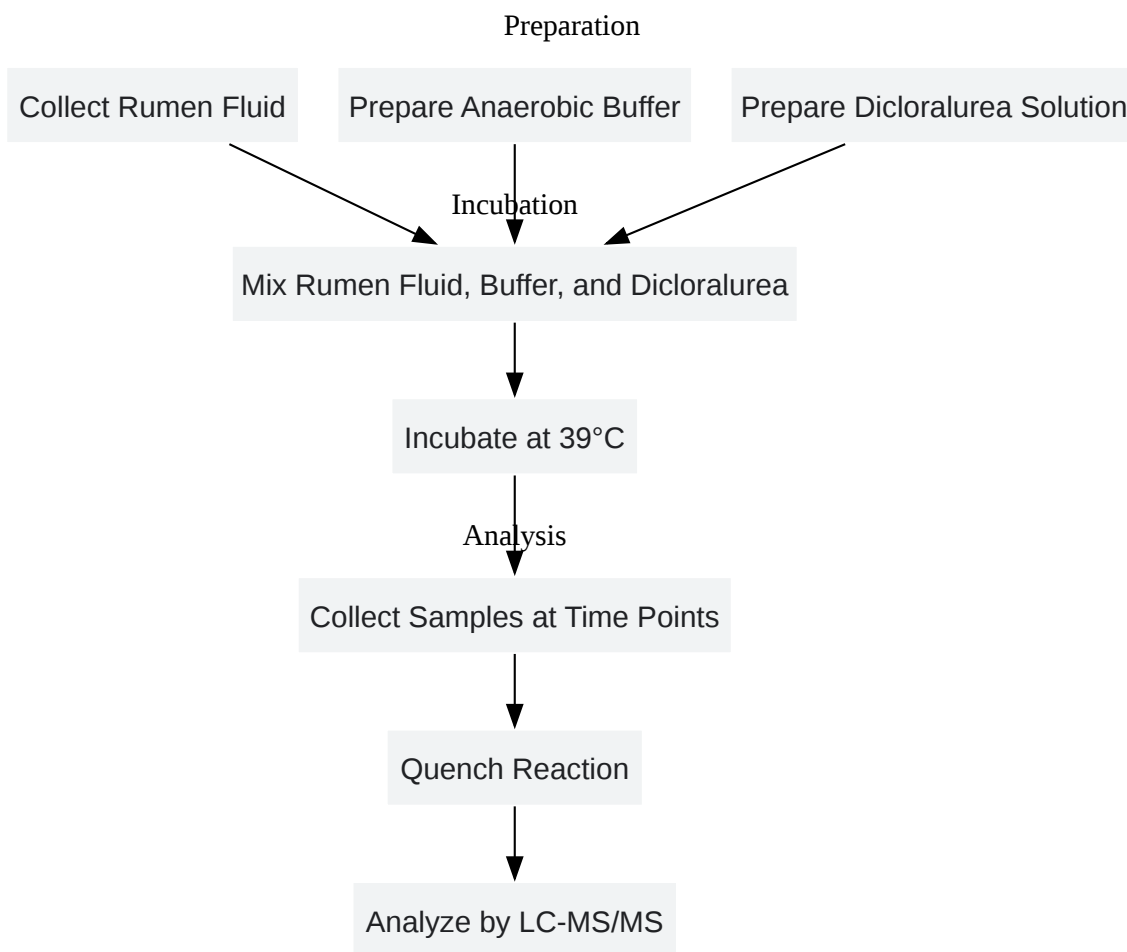 Preparation
Collect Rumen Fluid
Prepare Anaerobic Buffer
Prepare Dicloralurea Solution
Incubation
Mix Rumen Fluid, Buffer, and Dicloralurea
Incubate at 39°C
Analysis
Collect Samples at Time Points
Quench Reaction
Analyze by LC-MS/MS